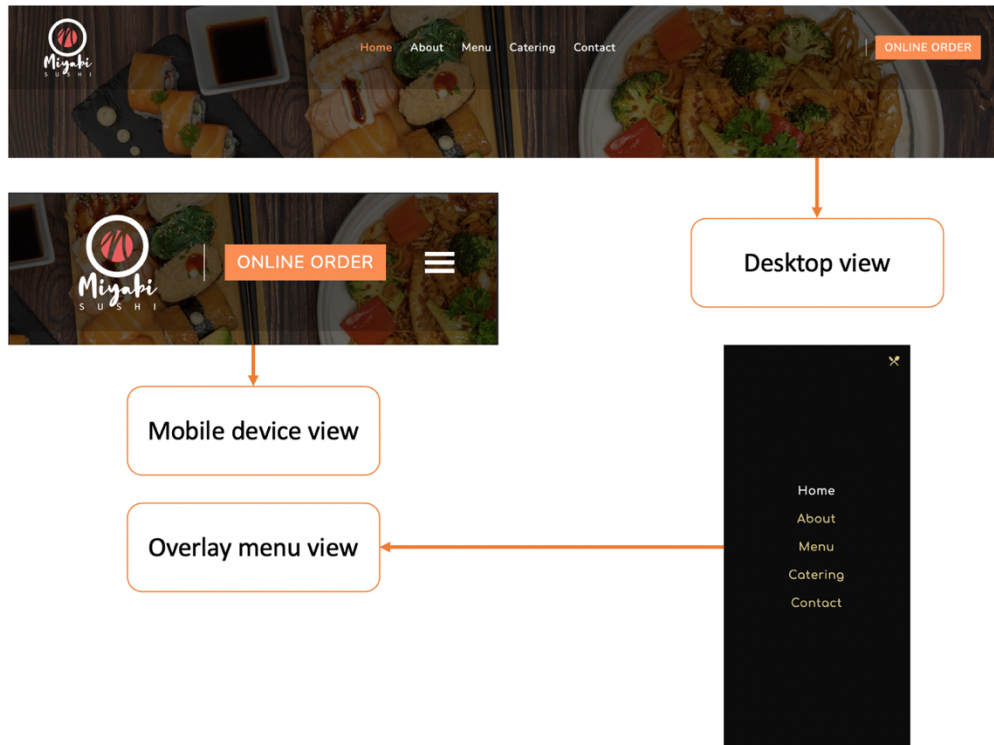 Miyabi
SUSHI
Home About Menu Catering Contact
ONLINE ORDER
Miyabi
SUSHI
ONLINE ORDER
Desktop view
Mobile device view
Overlay menu view
Home
About
Menu
Catering
Contact